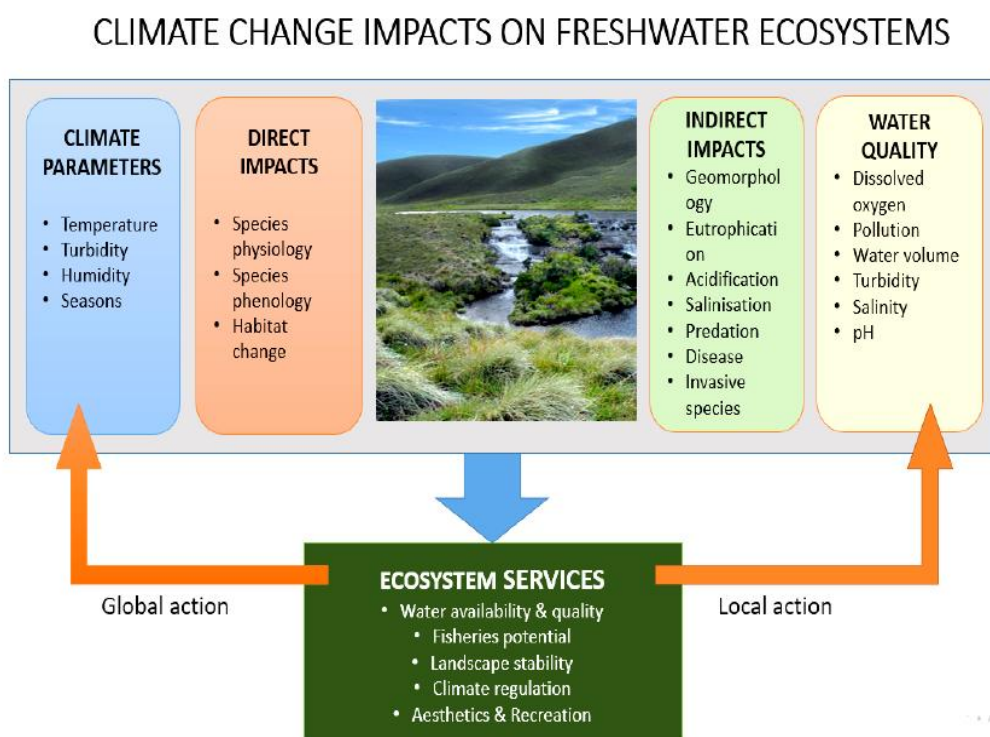 CLIMATE CHANGE IMPACTS ON FRESHWATER ECOSYSTEMS
CLIMATE
PARAMETERS
• Temperature
• Turbidity
• Humidity
• Seasons
DIRECT
IMPACTS
• Species
physiology
• Species
phenology
• Habitat
change
INDIRECT
IMPACTS
• Geomorphol
ogy
• Eutrophicati
on
• Acidification
• Salinisation
• Predation
• Disease
• Invasive
species
WATER
QUALITY
• Dissolved
oxygen
• Pollution
• Water volume
• Turbidity
• Salinity
• pH
Global action
ECOSYSTEM SERVICES
• Water availability & quality
• Fisheries potential
• Landscape stability
• Climate regulation
• Aesthetics & Recreation
Local action